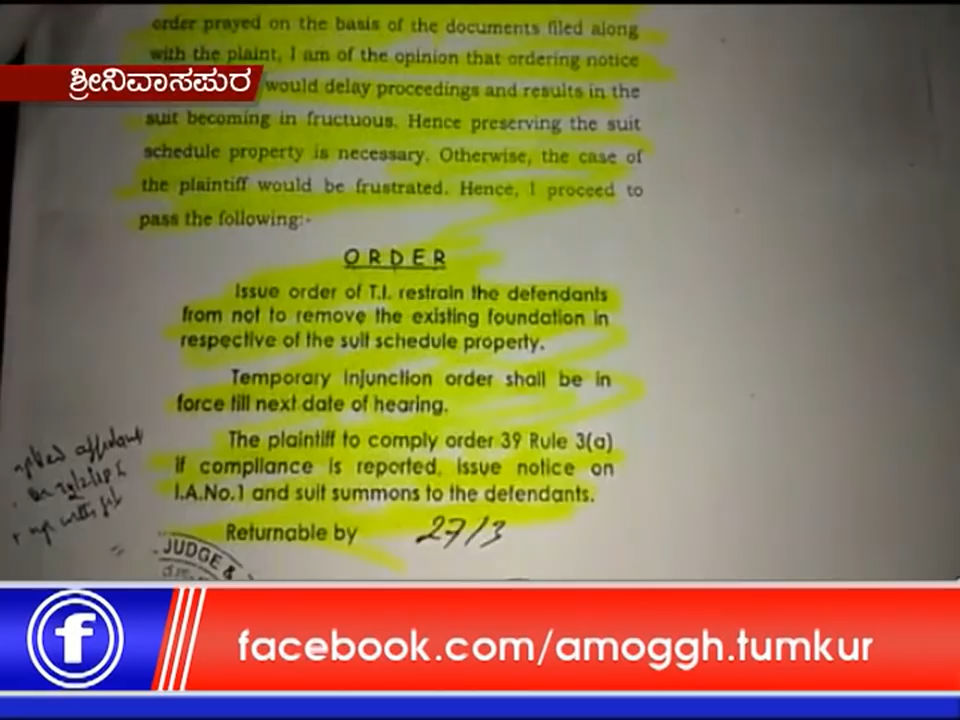 order prayed on the basis of the documents filed along
with the plaint, I am of the opinion that ordering notice
ಶ್ರೀನಿವಾಸಪುರ
would delay proceedings and results in the
suit becoming in fructuous. Hence preserving the suit
schedule property is necessary. Otherwise, the case of
the plaintiff would be frustrated. Hence, I proceed to
pass the following:-
ORDER
Issue order of T.I. restrain the defendants
from not to remove the existing foundation in
respective of the suit schedule property.
Temporary injunction order shall be in
force till next date of hearing.
The plaintiff to comply order 39 Rule 3(a)
If compliance is reported, issue notice on
I.A.No.1 and suit summons to the defendants.
Returnable by 27/3
JUDGE &
facebook.com/amoggh.tumkur